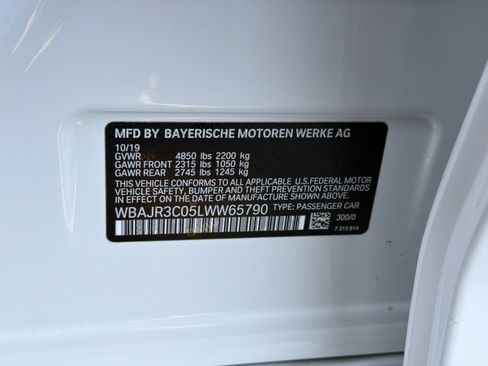 MFD BY BAYERISCHE MOTOREN WERKE AG
10/19
GVWR 4850 lbs 2200 kg
GAWR FRONT 2315 lbs 1050 kg
GAWR REAR 2745 lbs 1245 kg
THIS VEHICLE CONFORMS TO ALL APPLICABLE U.S.FEDERAL MOTOR
VEHICLE SAFETY, BUMPER, AND THEFT PREVENTION
STANDARDS IN EFFECT ON THE DATE OF MANUFACTURE
SHOWN ABOVE.
WBAJR3C05LWW65790 TYPE: PASSENGER CAR
300/0
7 315 814